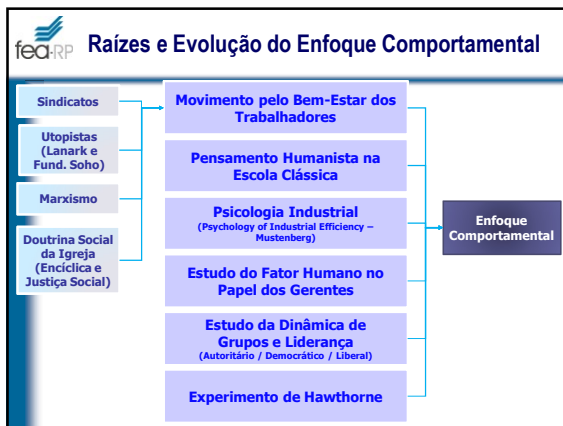 fea-RP
Raízes e Evolução do Enfoque Comportamental
Sindicatos
Utopistas
(Lanark e
Fund. Soho)
Marxismo
Doutrina Social
da Igreja
(Encíclica e
Justiça Social)
Movimento pelo Bem-Estar dos
Trabalhadores
Pensamento Humanista na
Escola Clássica
Psicologia Industrial
(Psychology of Industrial Efficiency –
Mustenberg)
Estudo do Fator Humano no
Papel dos Gerentes
Estudo da Dinâmica de
Grupos e Liderança
(Autoritário / Democrático / Liberal)
Experimento de Hawthorne
Enfoque
Comportamental